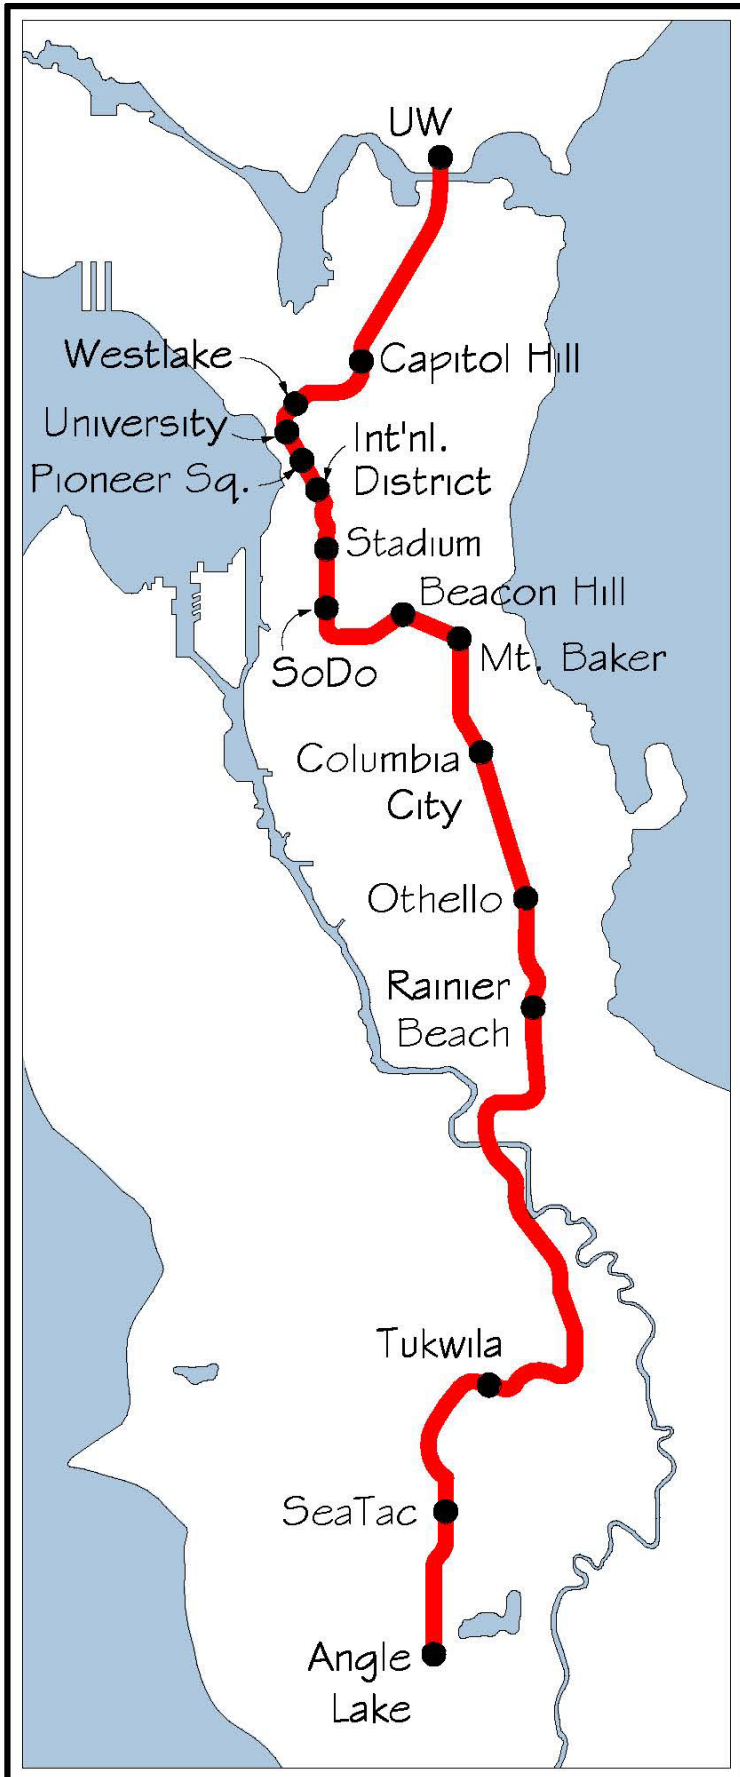 UW
Westlake
Capitol Hill
University
Int'nl.
District
Pioneer Sq.
Stadium
Beacon Hill
SoDo
Mt. Baker
Columbia
City
Othello
Rainier
Beach
Tukwila
SeaTac
Angle
Lake